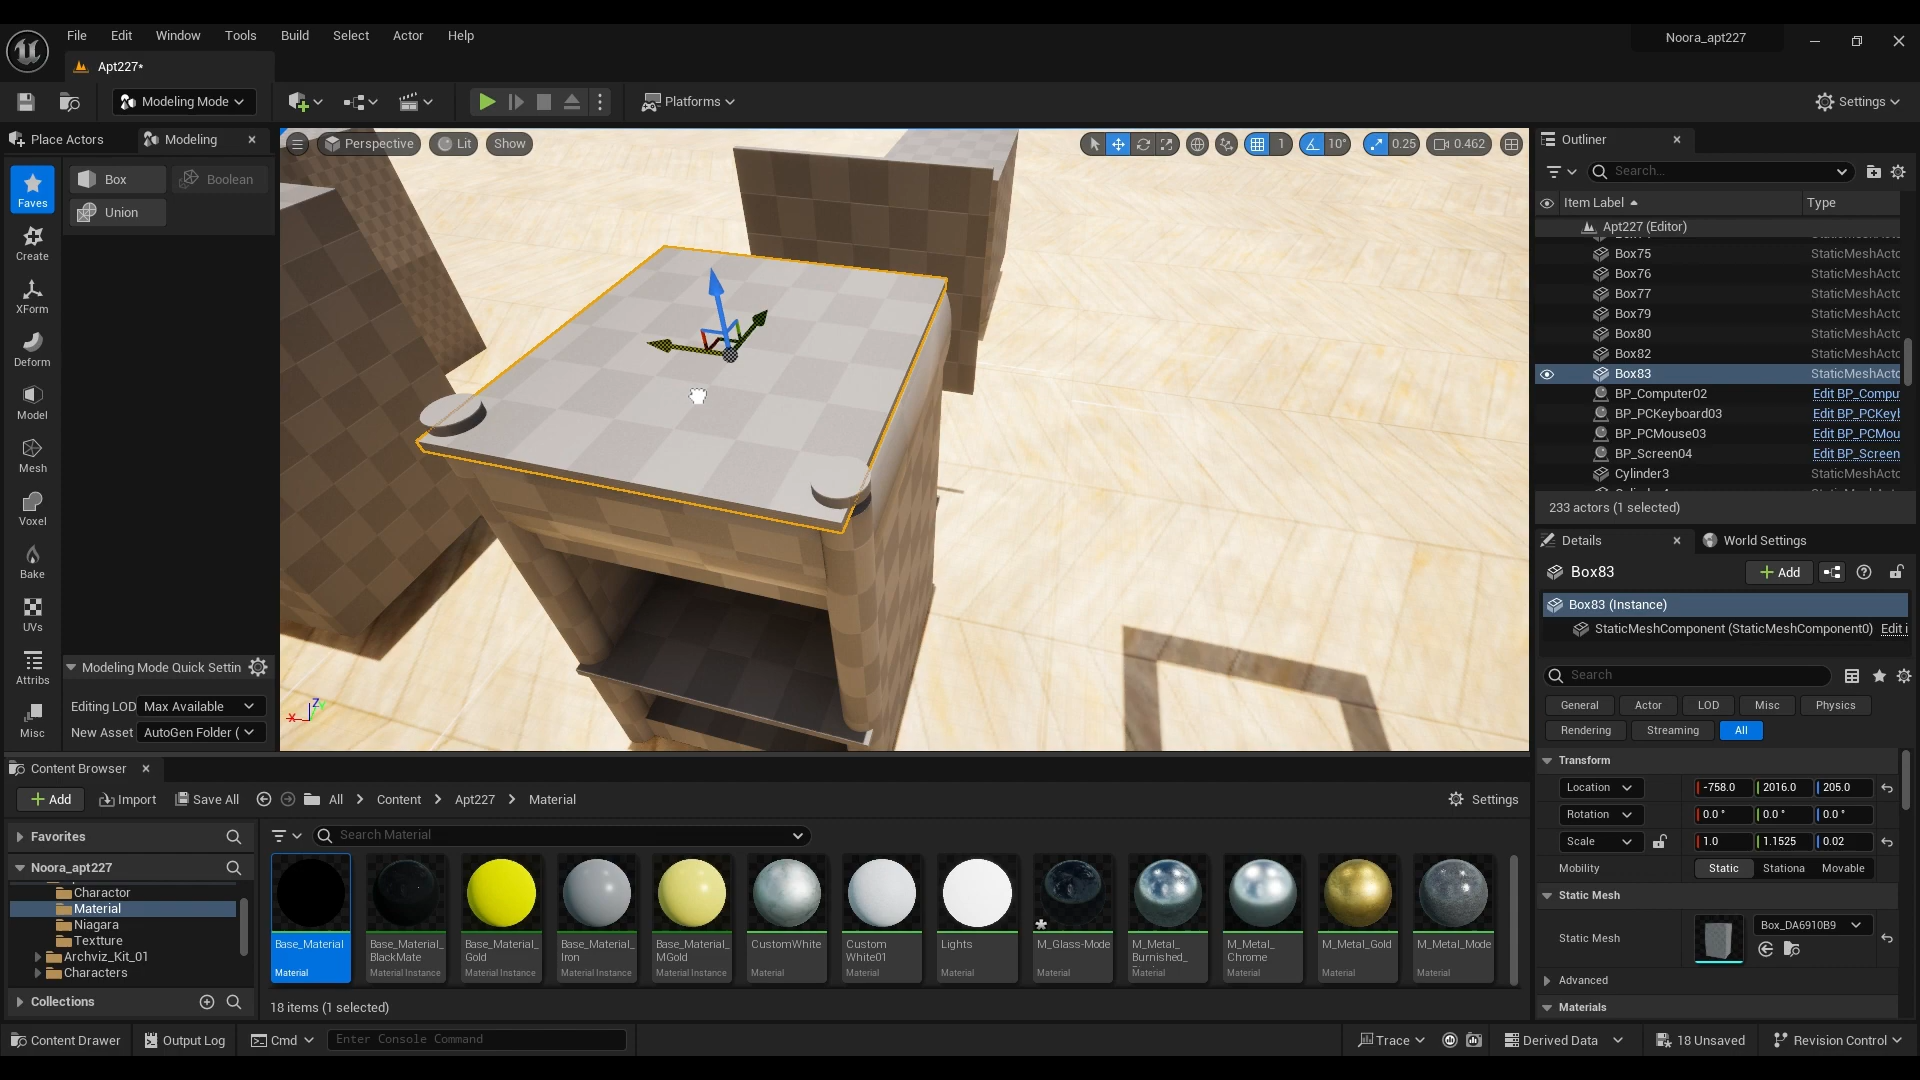 File Edit Window Tools Build Select Actor Help
Noora_apt227
Apt227*
Modeling Mode
Platforms
Settings
Place Actors
Modeling
Perspective
Lit
Show
1
10°
0.25
0.462
Outliner
Faves
Box
Boolean
Union
Create
XForm
Deform
Model
Mesh
Voxel
Bake
UVs
Attribs
Misc
Modeling Mode Quick Settin
Editing LOD Max Available
New Asset AutoGen Folder (
X Z
Search...
Item Label Type
Apt227 (Editor)
Box75 StaticMeshActo
Box76 StaticMeshActo
Box77 StaticMeshActo
Box79 StaticMeshActo
Box80 StaticMeshActo
Box82 StaticMeshActo
Box83 StaticMeshActo
BP_Computer02 Edit BP_Compu
BP_PCKeyboard03 Edit BP_PCKeyb
BP_PCMouse03 Edit BP_PCMou
BP_Screen04 Edit BP_Screen
Cylinder3 StaticMeshActo
233 actors (1 selected)
Details
World Settings
Box83
Add
Box83 (Instance)
StaticMeshComponent (StaticMeshComponent0) Edit i
Search
General Actor LOD Misc Physics
Rendering Streaming All
Transform
Location -758.0 2016.0 205.0
Rotation 0.0 ° 0.0 ° 0.0 °
Scale 1.0 1.1525 0.02
Mobility Static Stationa Movable
Static Mesh
Static Mesh Box_DA6910B9
Advanced
Materials
Content Browser
Add Import Save All All Content Apt227 Material Settings
Favorites
Noora_apt227
Charactor
Material
Niagara
Textture
Archviz_Kit_01
Characters
Collections
Search Material
Base_Material
Material
Base_Material_
BlackMate
Material Instance
Base_Material_
Gold
Material Instance
Base_Material_
Iron
Material Instance
Base_Material_
MGold
Material Instance
CustomWhite
Material
Custom
White01
Material
Lights
Material
M_Glass-Mode
Material
M_Metal_
Burnished_
Material
M_Metal_
Chrome
Material
M_Metal_Gold
Material
M_Metal_Mode
Material
18 items (1 selected)
Content Drawer Output Log Cmd Enter Console Command Trace Derived Data 18 Unsaved Revision Control